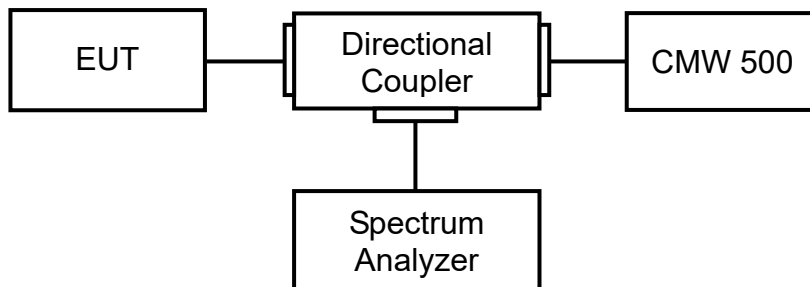 EUT
Directional
Coupler
CMW 500
Spectrum
Analyzer